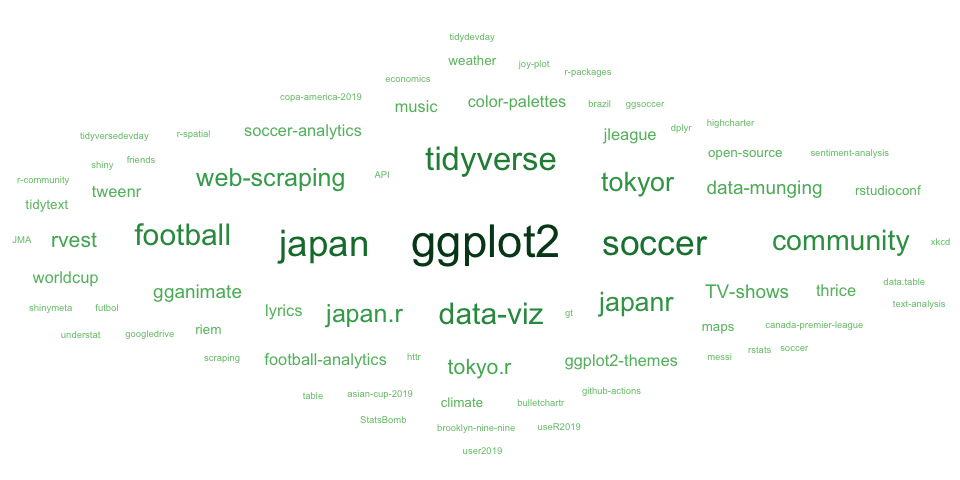 tidydevday
weather
joy-plot
r-packages
economics
copa-america-2019
music
color-palettes
brazil
ggsoccer
tidyversedevday
r-spatial
soccer-analytics
jleague
dplyr
highcharter
shiny
friends
tidyverse
open-source
sentiment-analysis
r-community
tweenr
web-scraping
API
tokyor
data-munging
rstudioconf
tidytext
JMA
rvest
football
japan
ggplot2
soccer
community
xkcd
worldcup
gganimate
TV-shows
thrice
data.table
shinymeta
futbol
lyrics
japan.r
data-viz
gt
japanr
text-analysis
understat
googledrive
riem
maps
canada-premier-league
scraping
football-analytics
httr
tokyo.r
ggplot2-themes
messi
rstats
soccer
table
asian-cup-2019
climate
bulletchartr
github-actions
StatsBomb
brooklyn-nine-nine
useR2019
user2019